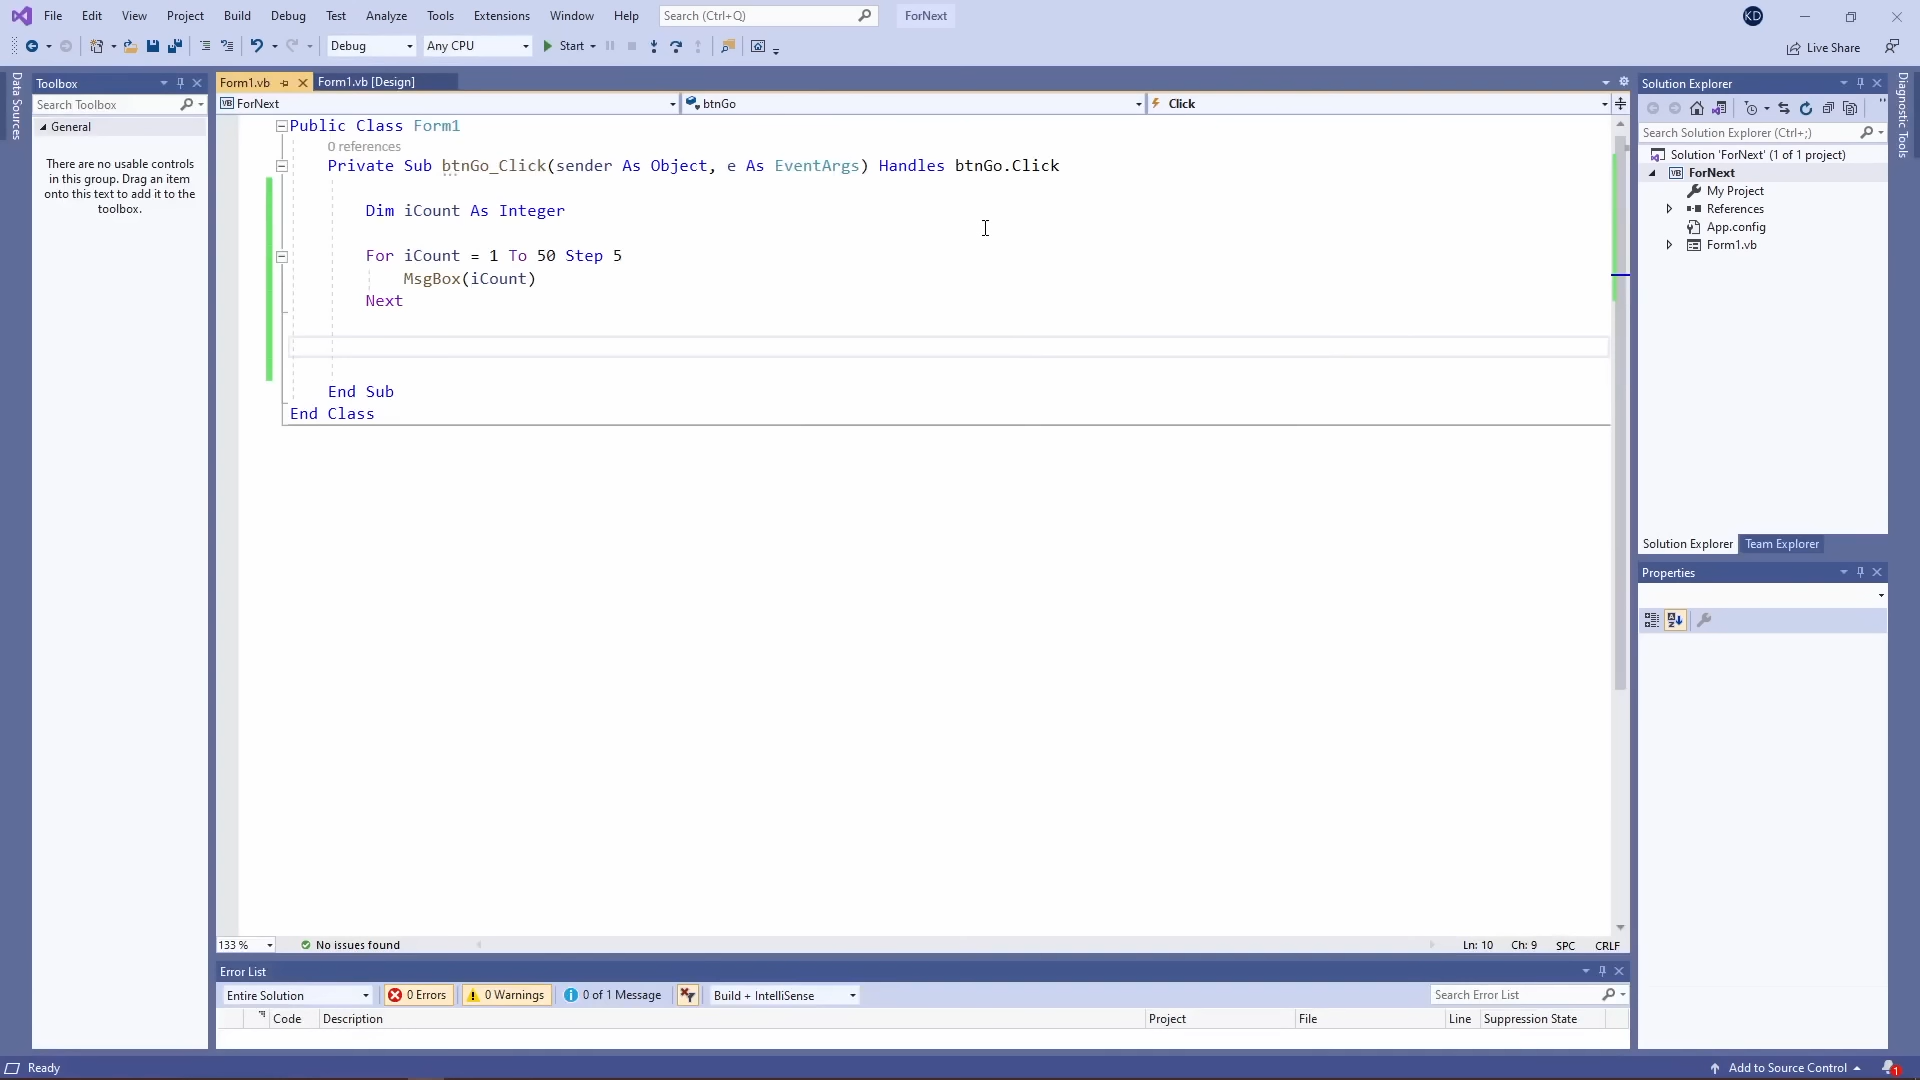 File Edit View Project Build Debug Test Analyze Tools Extensions Window Help Search (Ctrl+Q) ForNext KD
Debug Any CPU Start Live Share
Data Sources
Toolbox
Search Toolbox
General
There are no usable controls
in this group. Drag an item
onto this text to add it to the
toolbox.
Form1.vb Form1.vb [Design]
VB ForNext btnGo Click
Public Class Form1
0 references
Private Sub btnGo_Click(sender As Object, e As EventArgs) Handles btnGo.Click
Dim iCount As Integer
For iCount = 1 To 50 Step 5
MsgBox(iCount)
Next
End Sub
End Class
133 % No issues found Ln: 10 Ch: 9 SPC CRLF
Error List
Entire Solution 0 Errors 0 Warnings 0 of 1 Message Build + IntelliSense Search Error List
Code Description Project File Line Suppression State
Solution Explorer
Search Solution Explorer (Ctrl+;)
Solution 'ForNext' (1 of 1 project)
VB ForNext
My Project
References
App.config
Form1.vb
Solution Explorer Team Explorer
Properties
Diagnostic Tools
Ready Add to Source Control 1